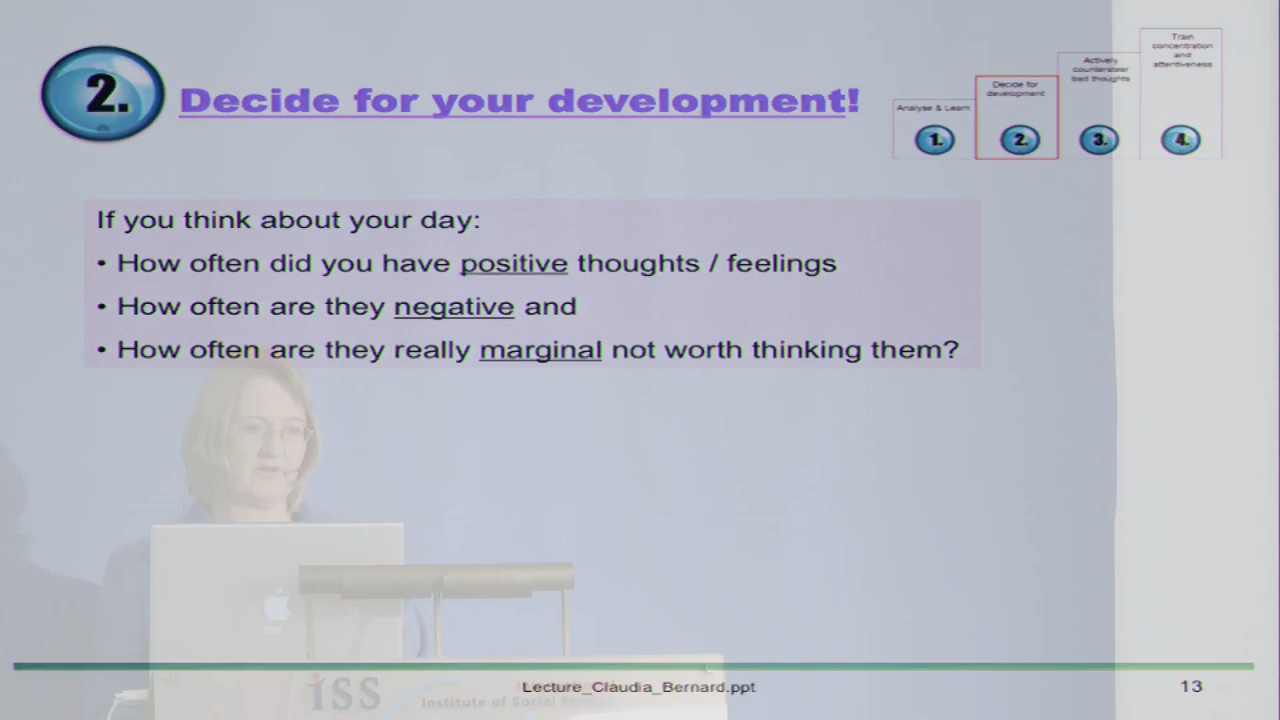 2.
Decide for your development!
Analyse & Learn
1.
Decide for
development
2.
Actively
countersteer
bad thoughts
3.
Train
concentration
and
attentiveness
4.
If you think about your day:
• How often did you have positive thoughts / feelings
• How often are they negative and
• How often are they really marginal not worth thinking them?
iSS
Institute of Social
Lecture_Claudia_Bernard.ppt
13